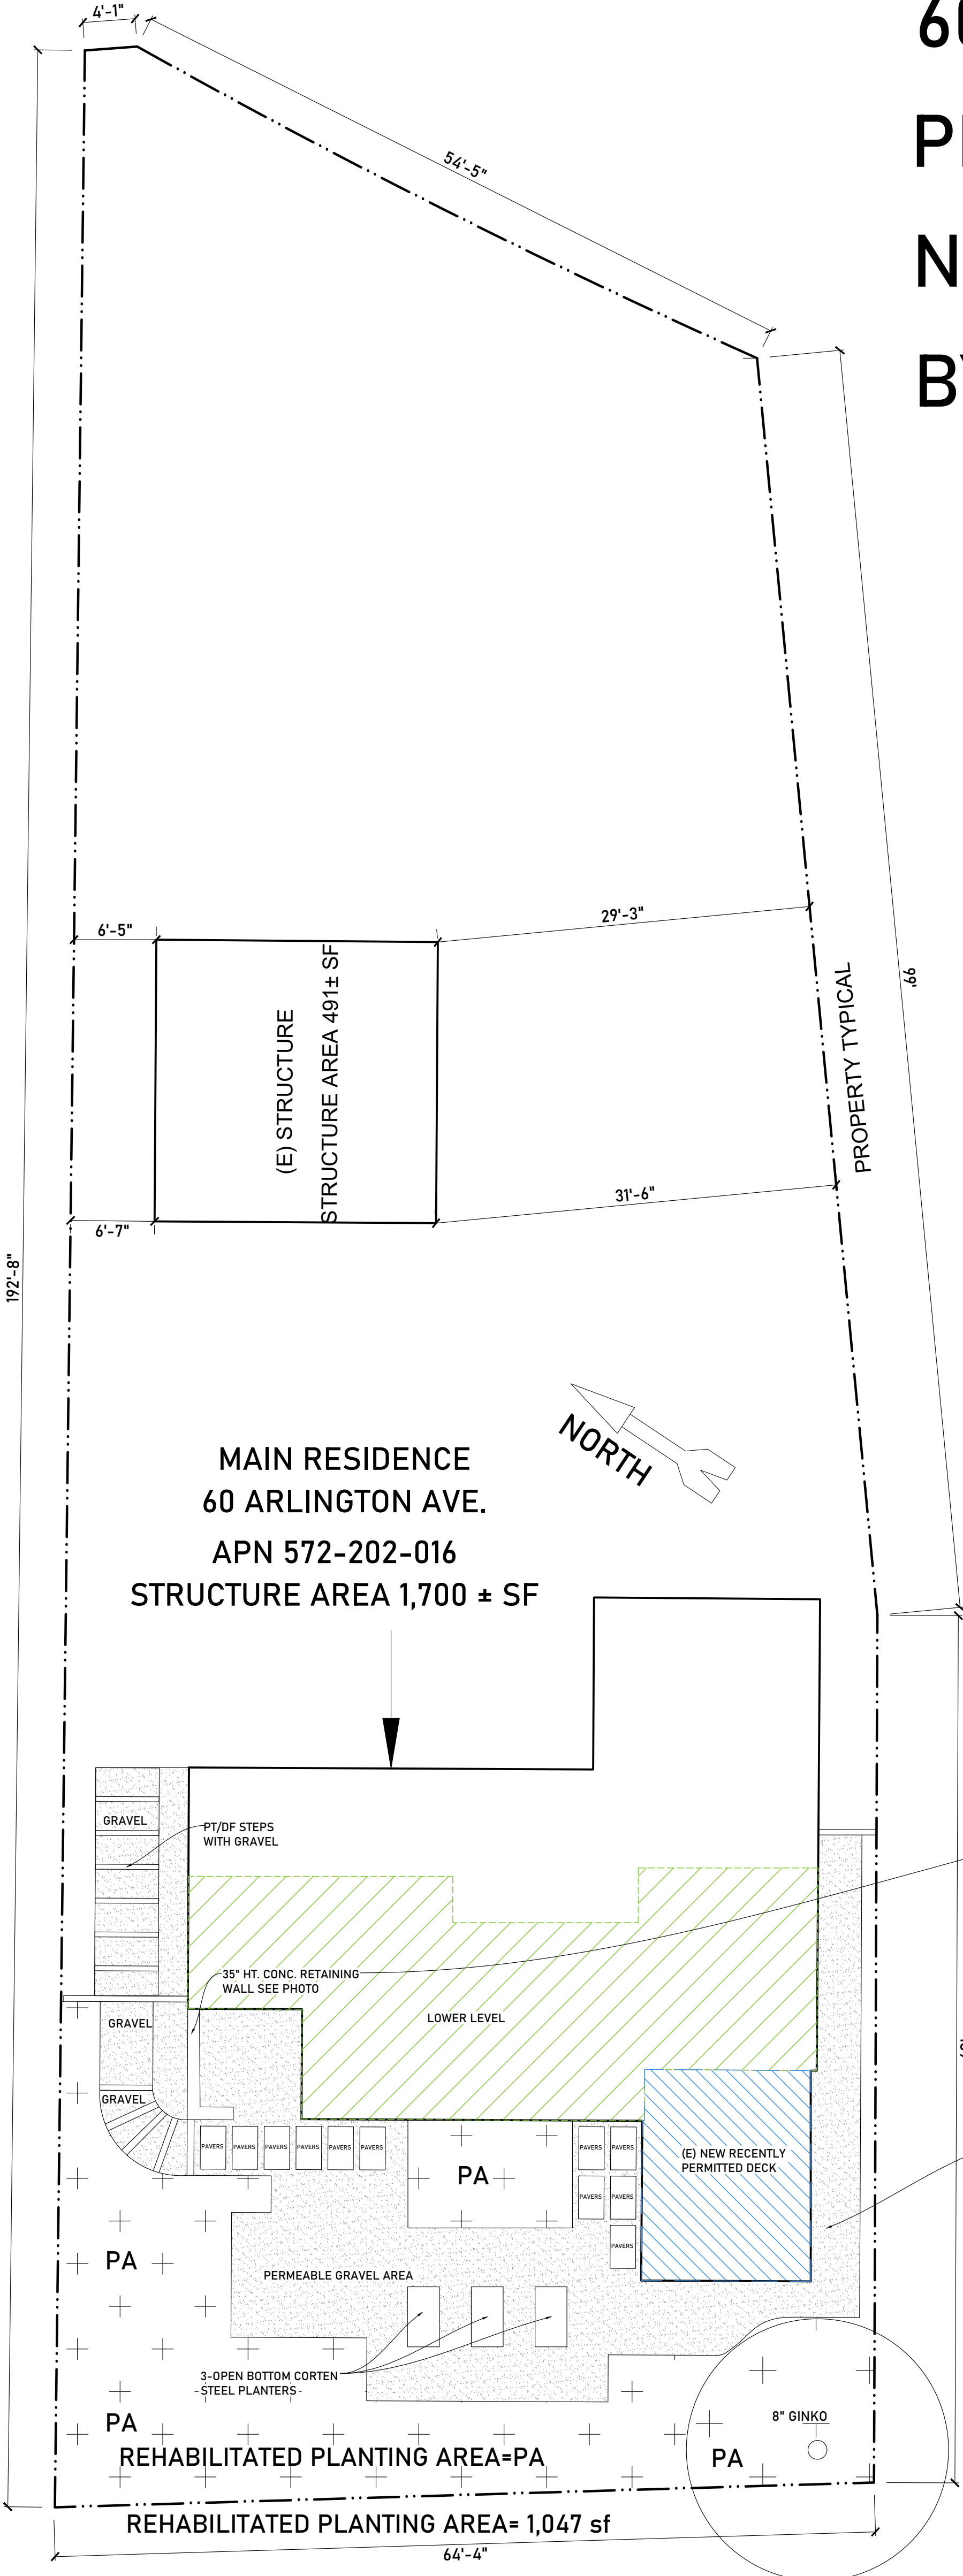 4'-1"
54'-5"
29'-3"
6'-5"
99'
PROPERTY TYPICAL
(E) STRUCTURE
STRUCTURE AREA 491± SF
31'-6"
6'-7"
192'-8"
NORTH
MAIN RESIDENCE
60 ARLINGTON AVE.
APN 572-202-016
STRUCTURE AREA 1,700 ± SF
GRAVEL
PT/DF STEPS
WITH GRAVEL
35" HT. CONC. RETAINING
WALL SEE PHOTO
LOWER LEVEL
GRAVEL
GRAVEL
PAVERS PAVERS PAVERS PAVERS PAVERS PAVERS
PAVERS PAVERS
PA
(E) NEW RECENTLY
PERMITTED DECK
PAVERS PAVERS
PAVERS
PA
PERMEABLE GRAVEL AREA
3-OPEN BOTTOM CORTEN
STEEL PLANTERS
8" GINKO
PA
REHABILITATED PLANTING AREA=PA
PA
REHABILITATED PLANTING AREA= 1,047 sf
64'-4"